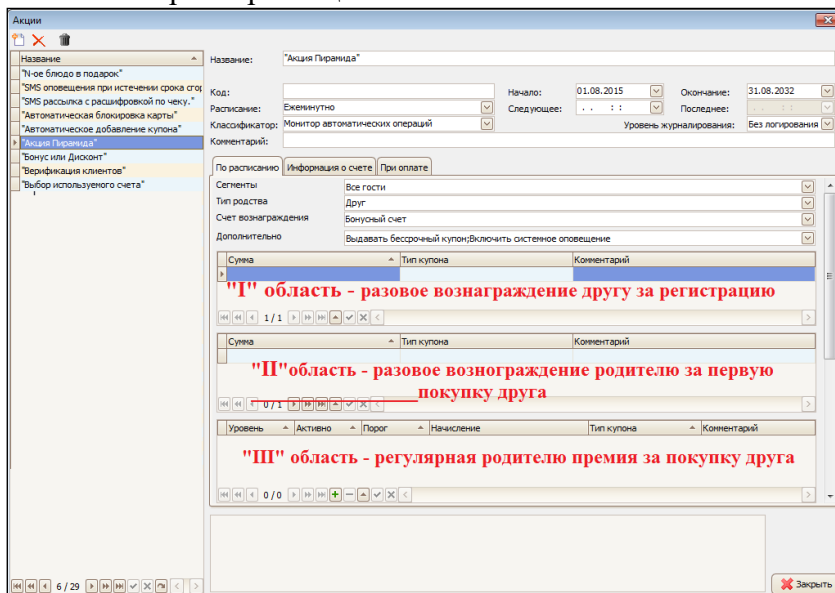 Акции
Название
"N-ое блюдо в подарок"
"SMS оповещения при истечении срока сгор
"SMS рассылка с расшифровкой по чеку."
"Автоматическая блокировка карты"
"Автоматическое добавление купона"
"Акция Пирамида"
"Бонус или Дисконт"
"Верификация клиентов"
"Выбор используемого счета"
6 / 29
Название: "Акция Пирамида"
Код: Начало: 01.08.2015 Окончание: 31.08.2032
Расписание: Ежеминутно Следующее: . . : : Последнее: . . : :
Классификатор: Монитор автоматических операций Уровень журналирования: Без логирования
Комментарий:
По расписанию Информация о счете При оплате
Сегменты Все гости
Тип родства Друг
Счет вознаграждения Бонусный счет
Дополнительно Выдавать бессрочный купон;Включить системное оповещение
Сумма Тип купона Комментарий
"I" область - разовое вознаграждение другу за регистрацию
1 / 1
Сумма Тип купона Комментарий
"II"область - разовое вознограждение родителю за первую
покупку друга
0 / 1
Уровень Активно Порог Начисление Тип купона Комментарий
"III" область - регулярная родителю премия за покупку друга
0 / 0
Закрыть